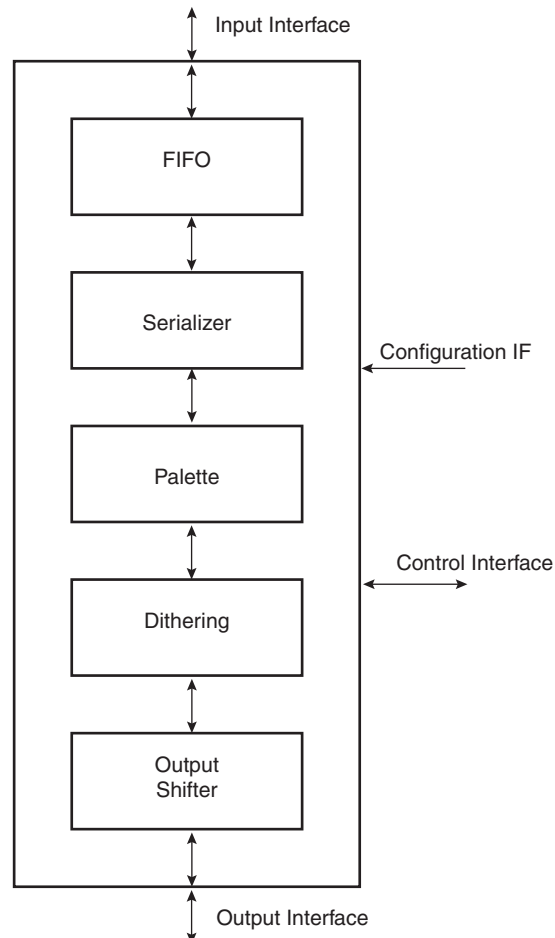 Input Interface
FIFO
Serializer
Configuration IF
Palette
Control Interface
Dithering
Output
Shifter
Output Interface